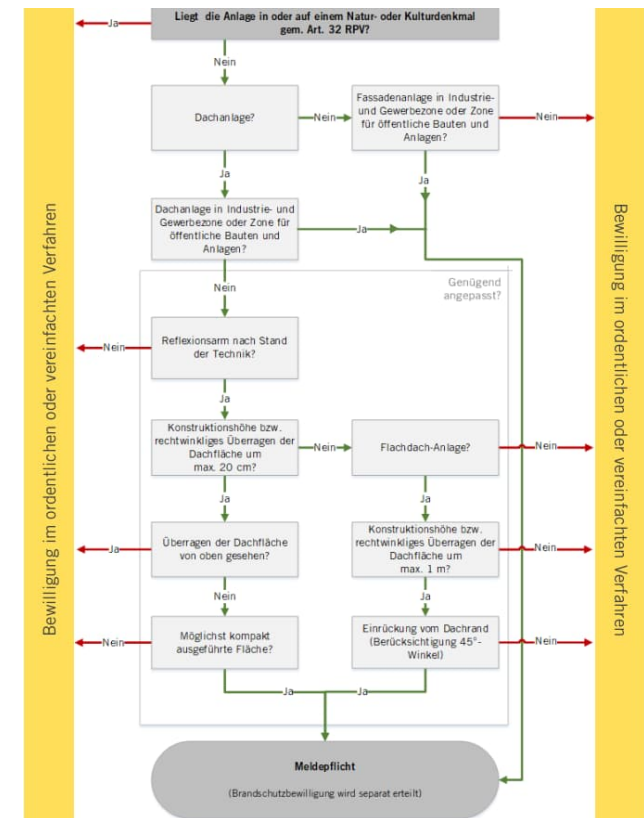 Liegt die Anlage in oder auf einem Natur- oder Kulturdenkmal
gem. Art. 32 RPV?
Ja
Nein
Dachanlage?
Nein
Fassadenanlage in Industrie-
und Gewerbezone oder Zone
für öffentliche Bauten und
Anlagen?
Nein
Ja
Ja
Dachanlage in Industrie- und
Gewerbezone oder Zone für
öffentliche Bauten und
Anlagen?
Ja
Nein
Genügend
angepasst?
Reflexionsarm nach Stand
der Technik?
Nein
Ja
Konstruktionshöhe bzw.
rechtwinkliges Überragen der
Dachfläche um
max. 20 cm?
Nein
Flachdach-Anlage?
Nein
Ja
Ja
Überragen der Dachfläche
von oben gesehen?
Ja
Konstruktionshöhe bzw.
rechtwinkliges Überragen der
Dachfläche um
max. 1 m?
Nein
Nein
Ja
Möglichst kompakt
ausgeführte Fläche?
Nein
Einrückung vom Dachrand
(Berücksichtigung 45°-
Winkel)
Nein
Ja
Ja
Meldepflicht
(Brandschutzbewilligung wird separat erteilt)
Bewilligung im ordentlichen oder vereinfachten Verfahren
Bewilligung im ordentlichen oder vereinfachten Verfahren